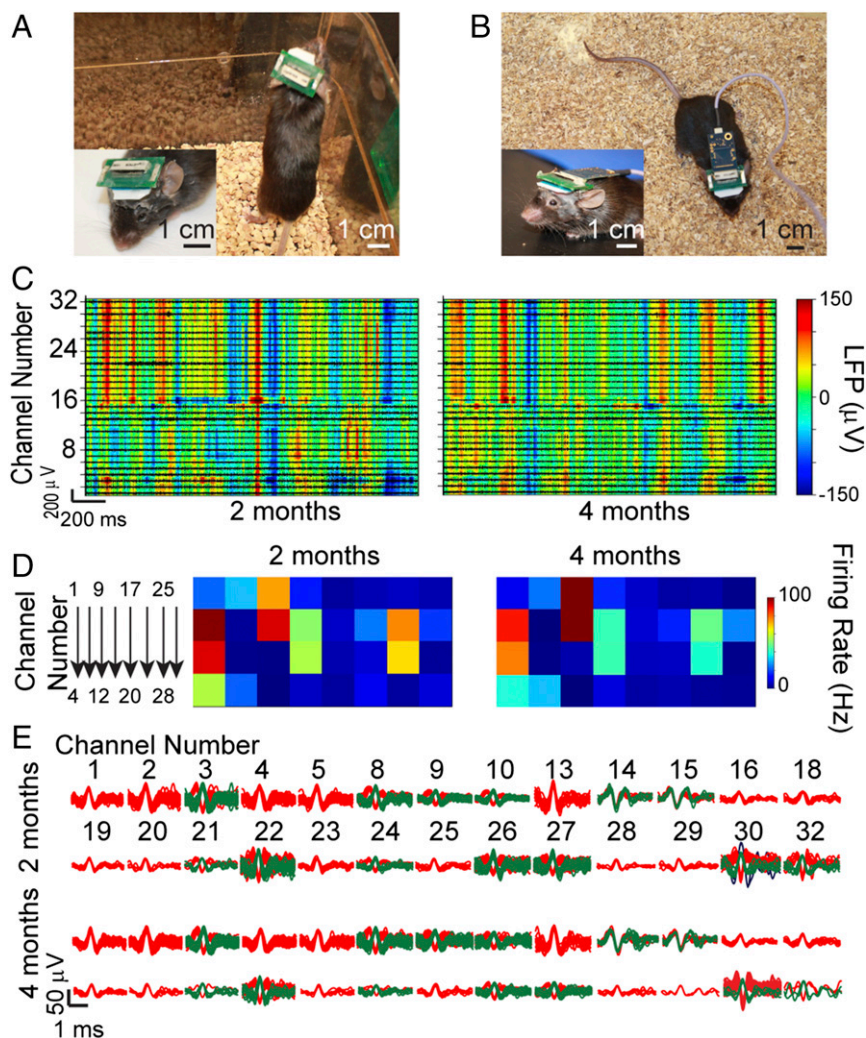 A
1 cm
1 cm
B
1 cm
1 cm
C
Channel Number
32
24
16
8
200 μV
200 ms
2 months
4 months
150
0
-150
LFP (μV)
D
2 months
4 months
Channel Number
1 9 17 25
4 12 20 28
100
0
Firing Rate (Hz)
E
Channel Number
2 months
1 2 3 4 5 8 9 10 13 14 15 16 18
19 20 21 22 23 24 25 26 27 28 29 30 32
4 months
50 μV
1 ms